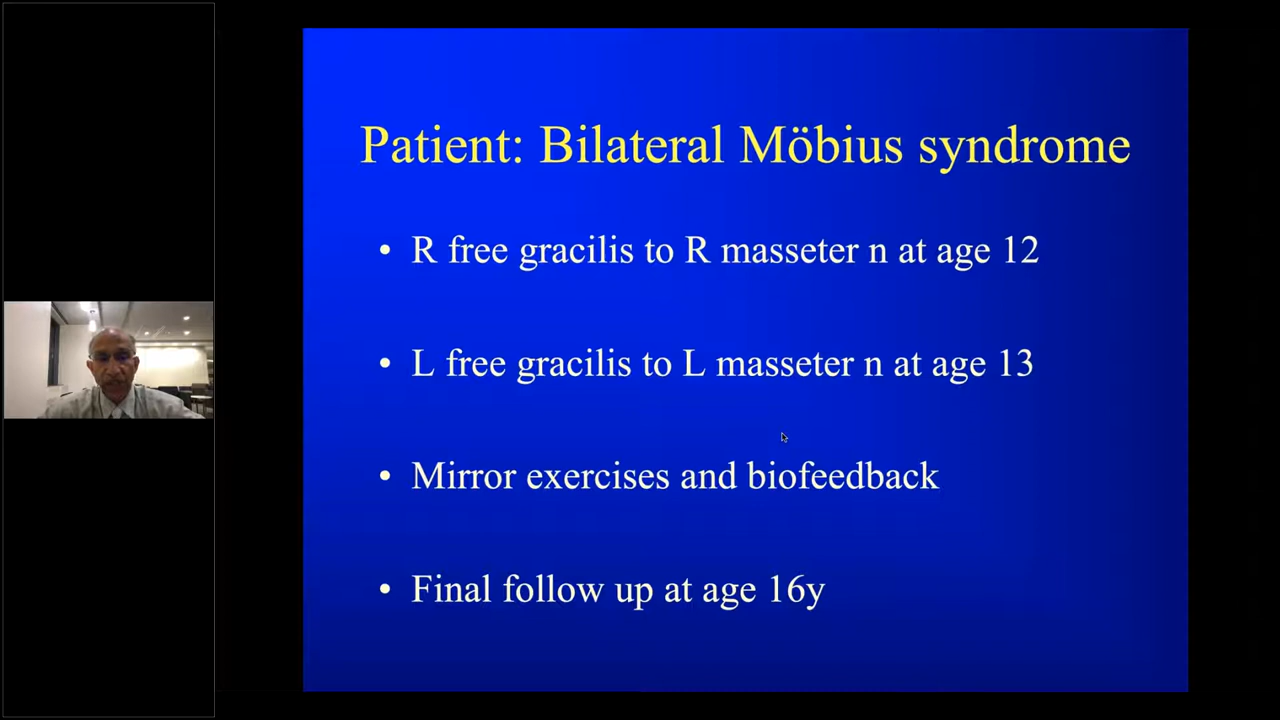 Patient: Bilateral Möbius syndrome
• R free gracilis to R masseter n at age 12
• L free gracilis to L masseter n at age 13
• Mirror exercises and biofeedback
• Final follow up at age 16y